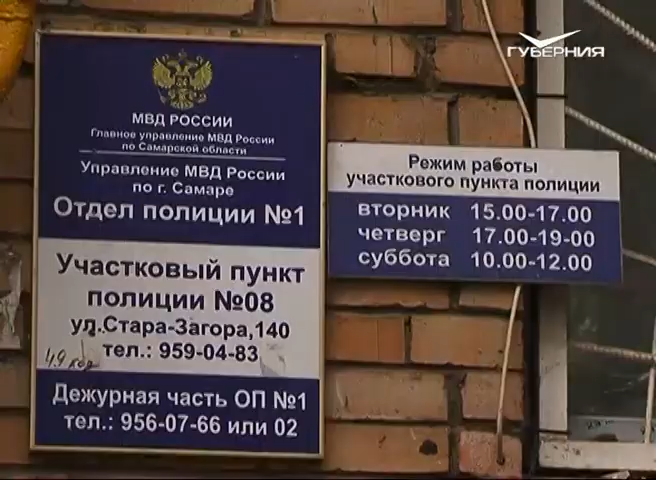 ГУБЕРНИЯ
МВД РОССИИ
Главное управление МВД России
по Самарской области
Управление МВД России
по г. Самаре
Отдел полиции №1
Участковый пункт
полиции №08
ул.Стара-Загора,140
тел.: 959-04-83
Дежурная часть ОП №1
тел.: 956-07-66 или 02
Режим работы
участкового пункта полиции
вторник 15.00-17.00
четверг 17.00-19-00
суббота 10.00-12.00